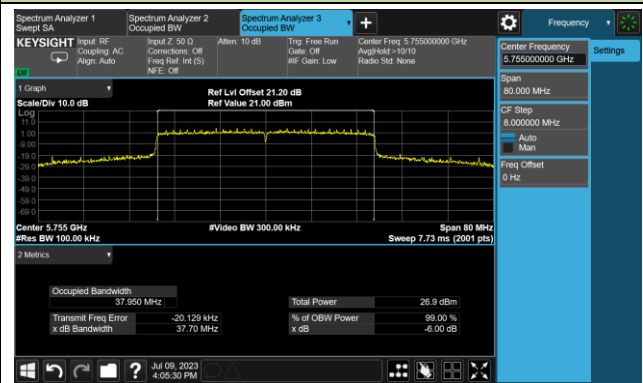 Spectrum Analyzer 1
Swept SA
Spectrum Analyzer 2
Occupied BW
Spectrum Analyzer 3
Occupied BW
Frequency
KEYSIGHT
Input: RF
Coupling: AC
Align: Auto
Input Z: 50 Ω
Corrections: Off
Freq Ref: Int (S)
NFE: Off
Atten: 10 dB
Trig: Free Run
Gate: Off
#IF Gain: Low
Center Freq: 5.755000000 GHz
Avg|Hold:>10/10
Radio Std: None
Center Frequency
5.755000000 GHz
Settings
Span
80.000 MHz
CF Step
8.000000 MHz
Auto
Man
Freq Offset
0 Hz
1 Graph
Scale/Div 10.0 dB
Ref Lvl Offset 21.20 dB
Ref Value 21.00 dBm
Log
11.0
1.00
-9.00
-19.0
-29.0
-39.0
-49.0
-59.0
-69.0
Center 5.755 GHz
#Video BW 300.00 kHz
Span 80 MHz
#Res BW 100.00 kHz
Sweep 7.73 ms (2001 pts)
2 Metrics
Occupied Bandwidth
37.950 MHz
Total Power 26.9 dBm
Transmit Freq Error -20.129 kHz
% of OBW Power 99.00 %
x dB Bandwidth 37.70 MHz
x dB -6.00 dB
?
Jul 09, 2023
4:05:30 PM